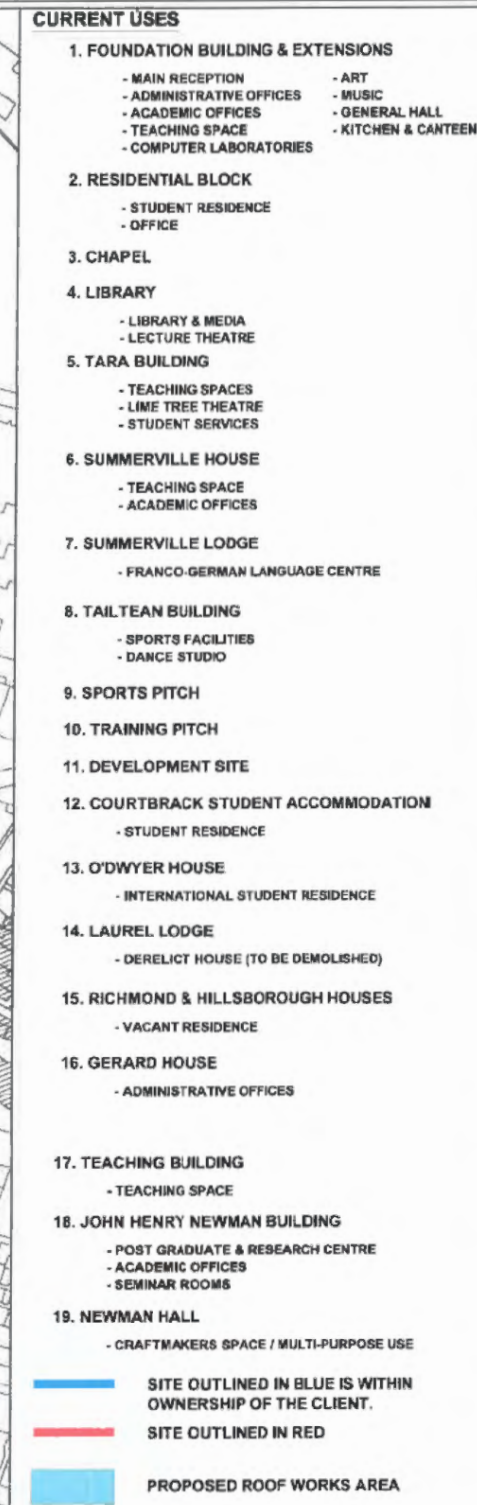 CURRENT USES
1. FOUNDATION BUILDING & EXTENSIONS
- MAIN RECEPTION - ART
- ADMINISTRATIVE OFFICES - MUSIC
- ACADEMIC OFFICES - GENERAL HALL
- TEACHING SPACE - KITCHEN & CANTEEN
- COMPUTER LABORATORIES
2. RESIDENTIAL BLOCK
- STUDENT RESIDENCE
- OFFICE
3. CHAPEL
4. LIBRARY
- LIBRARY & MEDIA
- LECTURE THEATRE
5. TARA BUILDING
- TEACHING SPACES
- LIME TREE THEATRE
- STUDENT SERVICES
6. SUMMERVILLE HOUSE
- TEACHING SPACE
- ACADEMIC OFFICES
7. SUMMERVILLE LODGE
- FRANCO-GERMAN LANGUAGE CENTRE
8. TAILTEAN BUILDING
- SPORTS FACILITIES
- DANCE STUDIO
9. SPORTS PITCH
10. TRAINING PITCH
11. DEVELOPMENT SITE
12. COURTBRACK STUDENT ACCOMMODATION
- STUDENT RESIDENCE
13. O'DWYER HOUSE
- INTERNATIONAL STUDENT RESIDENCE
14. LAUREL LODGE
- DERELICT HOUSE (TO BE DEMOLISHED)
15. RICHMOND & HILLSBOROUGH HOUSES
- VACANT RESIDENCE
16. GERARD HOUSE
- ADMINISTRATIVE OFFICES
17. TEACHING BUILDING
- TEACHING SPACE
18. JOHN HENRY NEWMAN BUILDING
- POST GRADUATE & RESEARCH CENTRE
- ACADEMIC OFFICES
- SEMINAR ROOMS
19. NEWMAN HALL
- CRAFTMAKERS SPACE / MULTI-PURPOSE USE
SITE OUTLINED IN BLUE IS WITHIN
OWNERSHIP OF THE CLIENT.
SITE OUTLINED IN RED
PROPOSED ROOF WORKS AREA